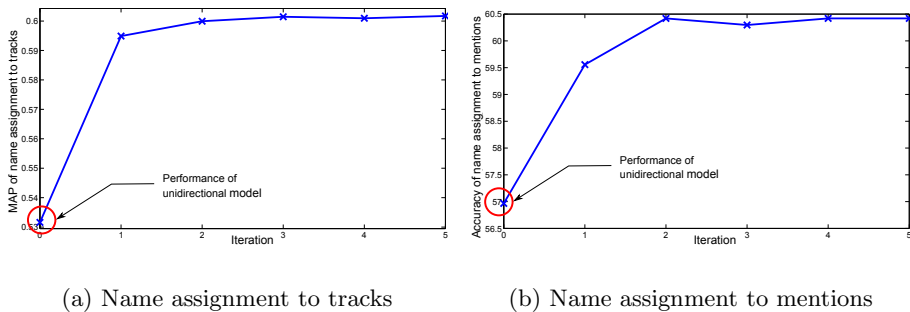 0.6
0.59
0.58
0.57
0.56
0.55
0.54
0.53
MAP of name assignment to tracks
Performance of
unidirectional model
0 1 2 3 4 5
Iteration
(a) Name assignment to tracks
60.5
60
59.5
59
58.5
58
57.5
57
56.5
Accuracy of name assignment to mentions
Performance of
unidirectional model
0 1 2 3 4 5
Iteration
(b) Name assignment to mentions